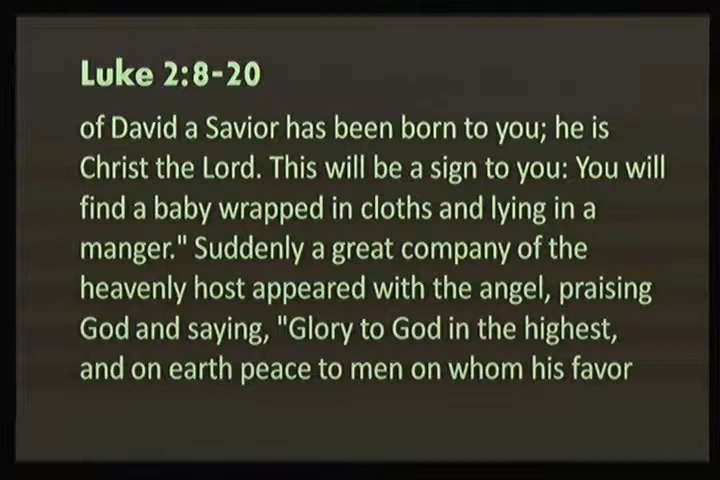 Luke 2:8-20
of David a Savior has been born to you; he is
Christ the Lord. This will be a sign to you: You will
find a baby wrapped in cloths and lying in a
manger." Suddenly a great company of the
heavenly host appeared with the angel, praising
God and saying, "Glory to God in the highest,
and on earth peace to men on whom his favor